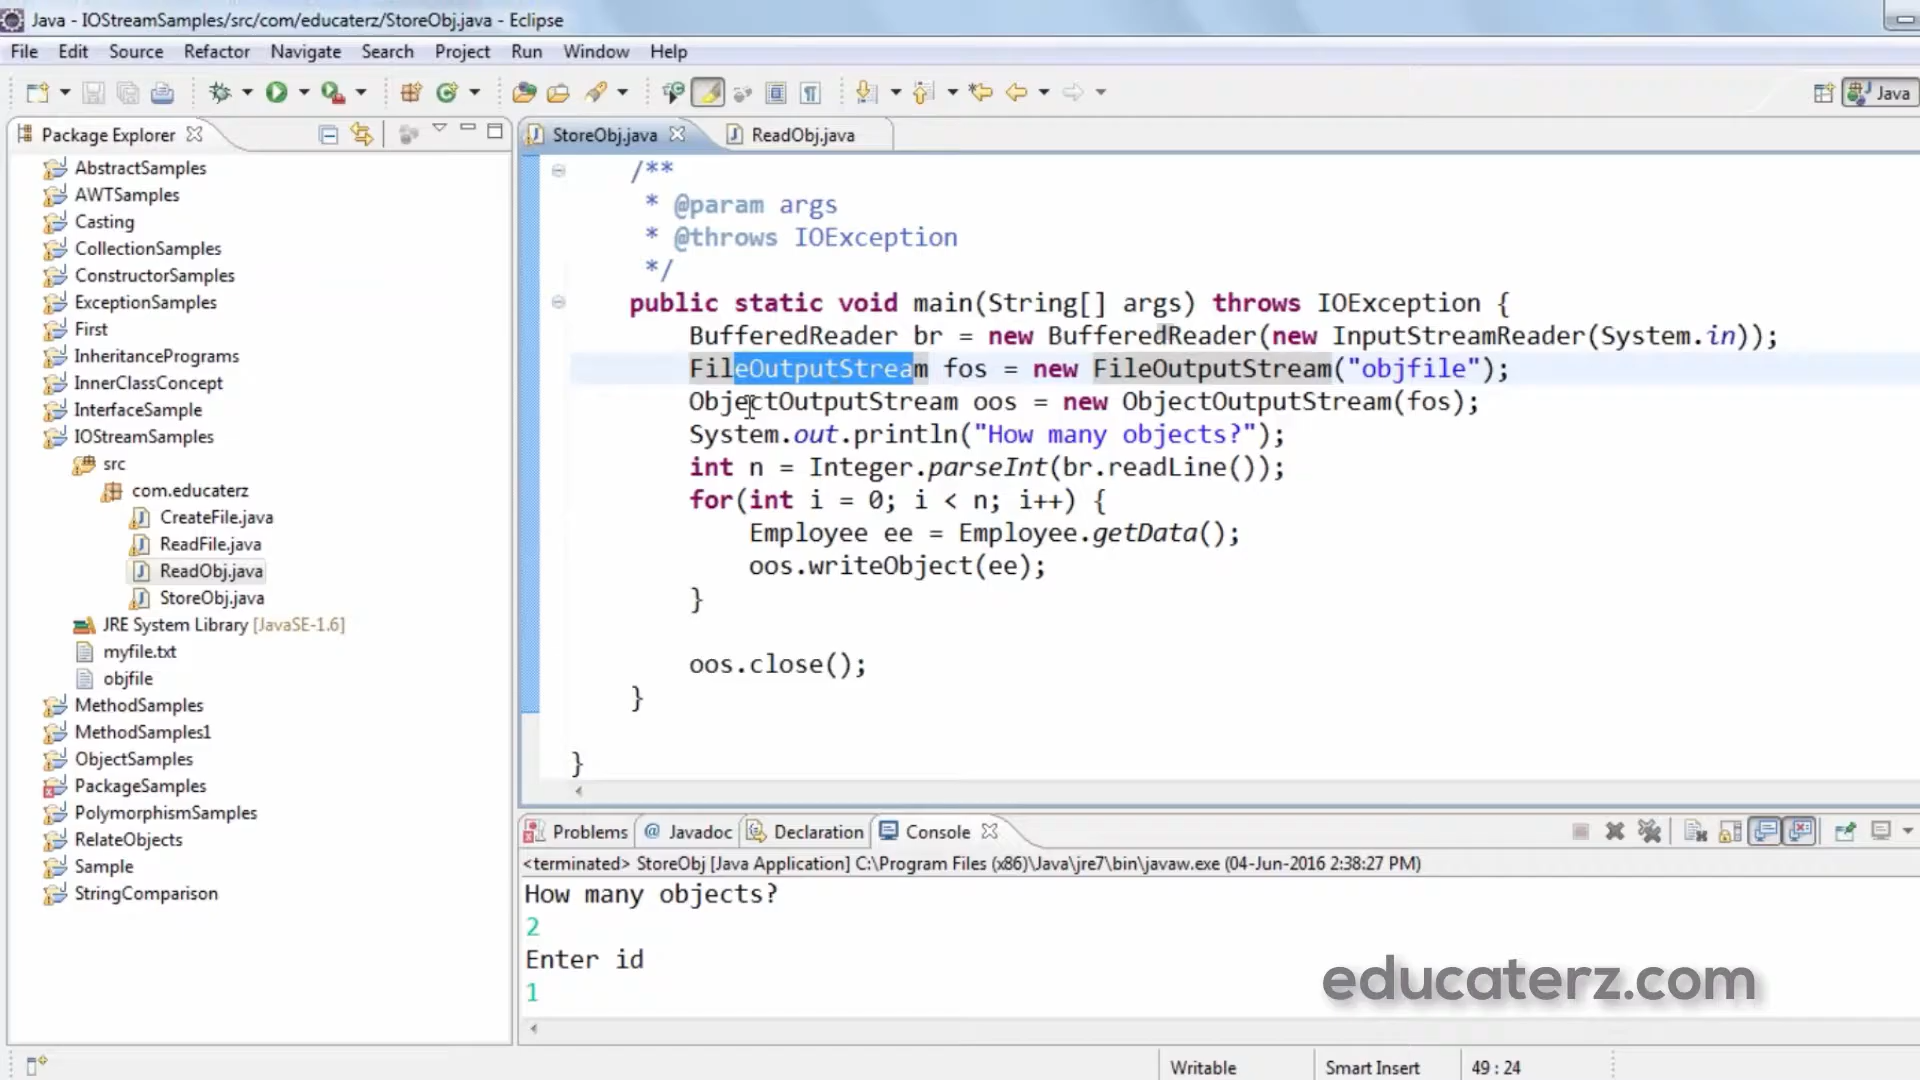 Java - IOStreamSamples/src/com/educaterz/StoreObj.java - Eclipse
File Edit Source Refactor Navigate Search Project Run Window Help
Java
Package Explorer
AbstractSamples
AWTSamples
Casting
CollectionSamples
ConstructorSamples
ExceptionSamples
First
InheritancePrograms
InnerClassConcept
InterfaceSample
IOStreamSamples
src
com.educaterz
CreateFile.java
ReadFile.java
ReadObj.java
StoreObj.java
JRE System Library [JavaSE-1.6]
myfile.txt
objfile
MethodSamples
MethodSamples1
ObjectSamples
PackageSamples
PolymorphismSamples
RelateObjects
Sample
StringComparison
StoreObj.java ReadObj.java
/**
* @param args
* @throws IOException
*/
public static void main(String[] args) throws IOException {
BufferedReader br = new BufferedReader(new InputStreamReader(System.in));
FileOutputStream fos = new FileOutputStream("objfile");
ObjectOutputStream oos = new ObjectOutputStream(fos);
System.out.println("How many objects?");
int n = Integer.parseInt(br.readLine());
for(int i = 0; i < n; i++) {
Employee ee = Employee.getData();
oos.writeObject(ee);
}
oos.close();
}
}
Problems @ Javadoc Declaration Console
<terminated> StoreObj [Java Application] C:\Program Files (x86)\Java\jre7\bin\javaw.exe (04-Jun-2016 2:38:27 PM)
How many objects?
2
Enter id
1
educaterz.com
Writable Smart Insert 49 : 24